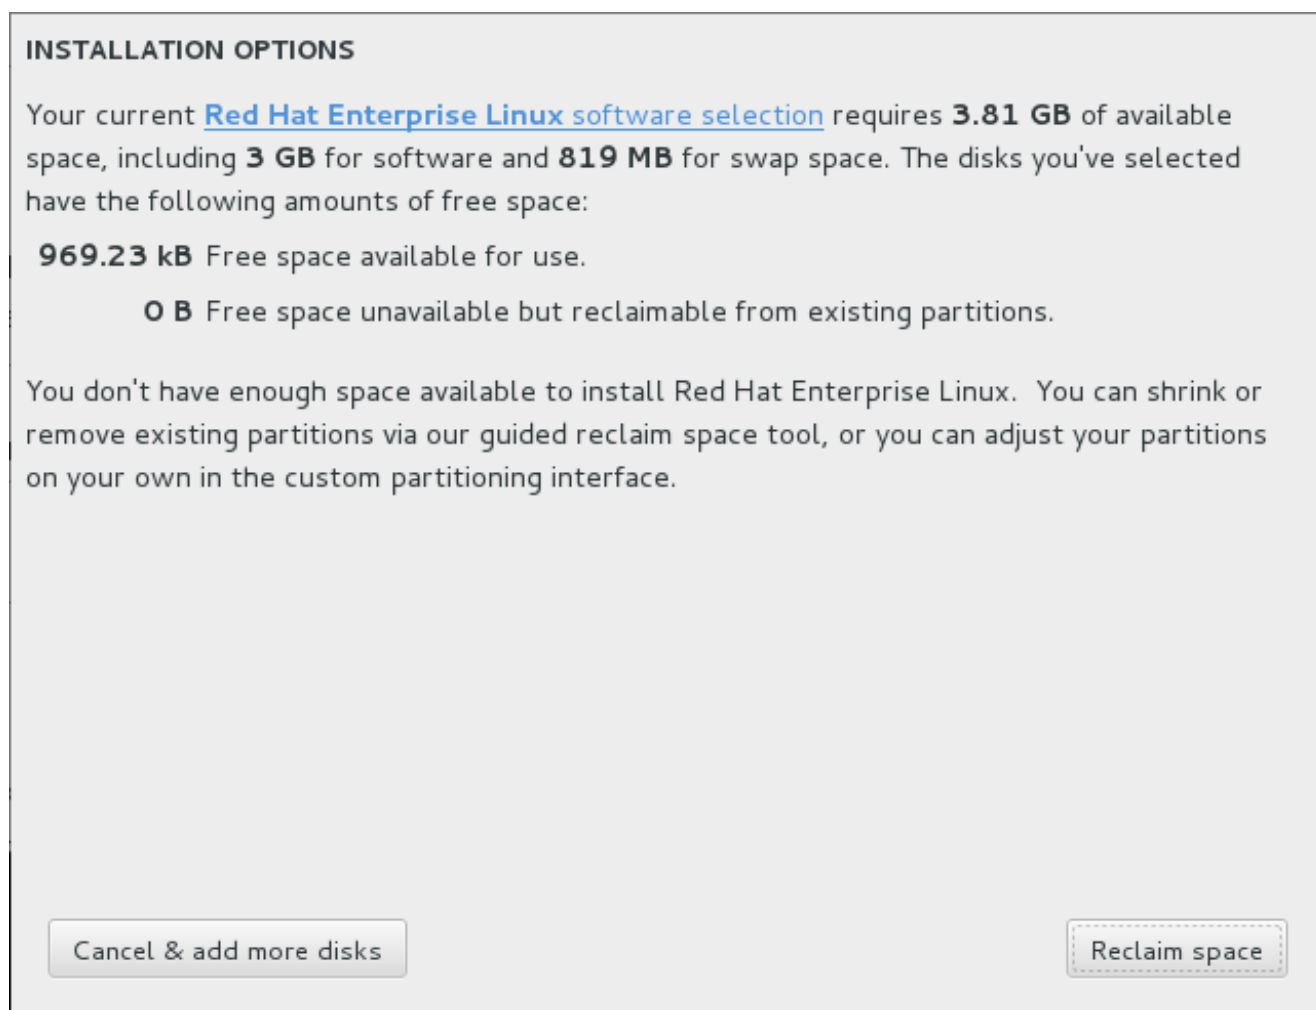 INSTALLATION OPTIONS
Your current Red Hat Enterprise Linux software selection requires 3.81 GB of available
space, including 3 GB for software and 819 MB for swap space. The disks you've selected
have the following amounts of free space:
969.23 kB Free space available for use.
0 B Free space unavailable but reclaimable from existing partitions.
You don't have enough space available to install Red Hat Enterprise Linux.  You can shrink or
remove existing partitions via our guided reclaim space tool, or you can adjust your partitions
on your own in the custom partitioning interface.
Cancel & add more disks
Reclaim space